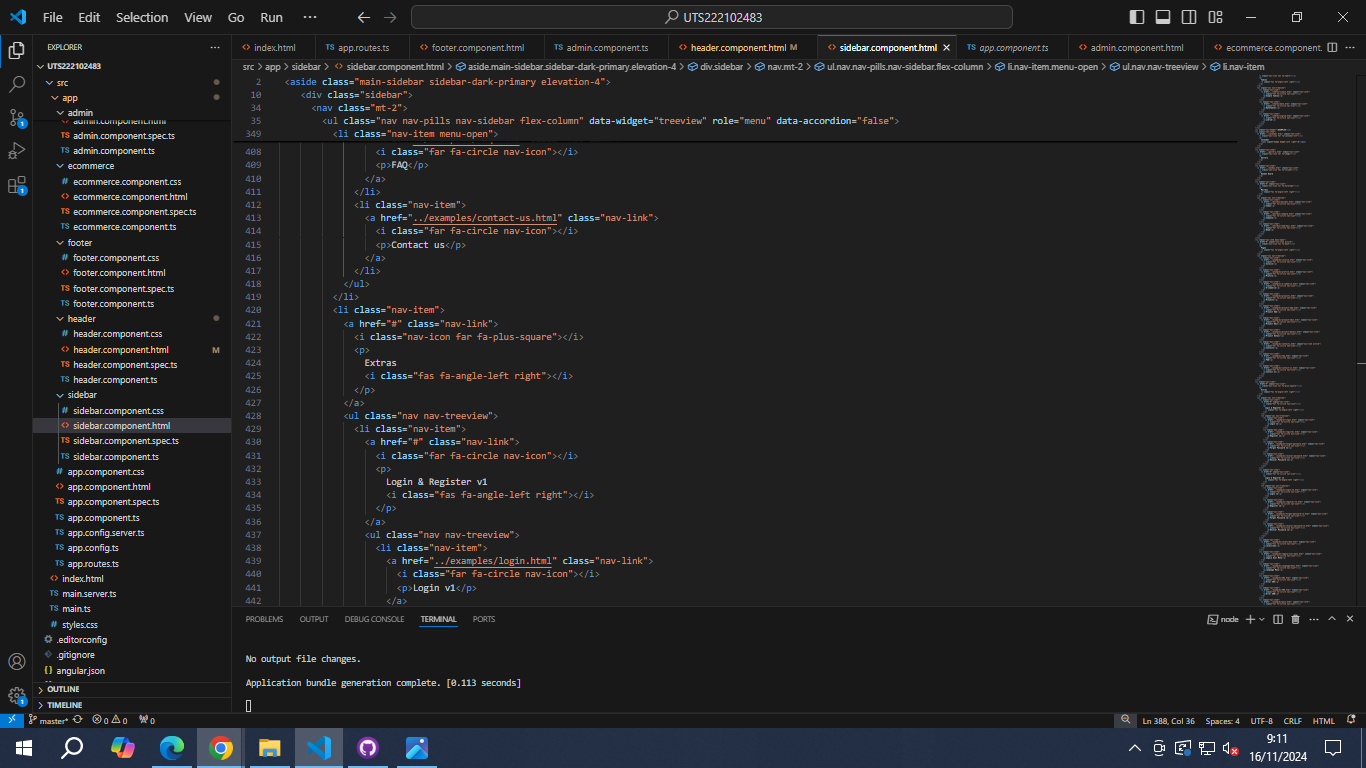 File Edit Selection View Go Run ··· UTS222102483
EXPLORER ···
UTS222102483
src
app
admin
admin.component.html
admin.component.spec.ts
admin.component.ts
ecommerce
ecommerce.component.css
ecommerce.component.html
ecommerce.component.spec.ts
ecommerce.component.ts
footer
footer.component.css
footer.component.html
footer.component.spec.ts
footer.component.ts
header
header.component.css
header.component.html M
header.component.spec.ts
header.component.ts
sidebar
sidebar.component.css
sidebar.component.html
sidebar.component.spec.ts
sidebar.component.ts
app.component.css
app.component.html
app.component.spec.ts
app.component.ts
app.config.server.ts
app.config.ts
app.routes.ts
index.html
main.server.ts
main.ts
styles.css
.editorconfig
.gitignore
angular.json
OUTLINE
TIMELINE
index.html app.routes.ts footer.component.html admin.component.ts header.component.html M sidebar.component.html app.component.ts admin.component.html ecommerce.component.
src > app > sidebar > sidebar.component.html > aside.main-sidebar.sidebar-dark-primary.elevation-4 > div.sidebar > nav.mt-2 > ul.nav.nav-pills.nav-sidebar.flex-column > li.nav-item.menu-open > ul.nav.nav-treeview > li.nav-item
2 <aside class="main-sidebar sidebar-dark-primary elevation-4">
10 <div class="sidebar">
34 <nav class="mt-2">
35 <ul class="nav nav-pills nav-sidebar flex-column" data-widget="treeview" role="menu" data-accordion="false">
349 <li class="nav-item menu-open">
408 <i class="far fa-circle nav-icon"></i>
409 <p>FAQ</p>
410 </a>
411 </li>
412 <li class="nav-item">
413 <a href="../examples/contact-us.html" class="nav-link">
414 <i class="far fa-circle nav-icon"></i>
415 <p>Contact us</p>
416 </a>
417 </li>
418 </ul>
419 </li>
420 <li class="nav-item">
421 <a href="#" class="nav-link">
422 <i class="nav-icon far fa-plus-square"></i>
423 <p>
424 Extras
425 <i class="fas fa-angle-left right"></i>
426 </p>
427 </a>
428 <ul class="nav nav-treeview">
429 <li class="nav-item">
430 <a href="#" class="nav-link">
431 <i class="far fa-circle nav-icon"></i>
432 <p>
433 Login & Register v1
434 <i class="fas fa-angle-left right"></i>
435 </p>
436 </a>
437 <ul class="nav nav-treeview">
438 <li class="nav-item">
439 <a href="../examples/login.html" class="nav-link">
440 <i class="far fa-circle nav-icon"></i>
441 <p>Login v1</p>
442 </a>
PROBLEMS OUTPUT DEBUG CONSOLE TERMINAL PORTS node
No output file changes.
Application bundle generation complete. [0.113 seconds]
master* 0 0 0 Ln 388, Col 36 Spaces: 4 UTF-8 CRLF HTML
9:11
16/11/2024